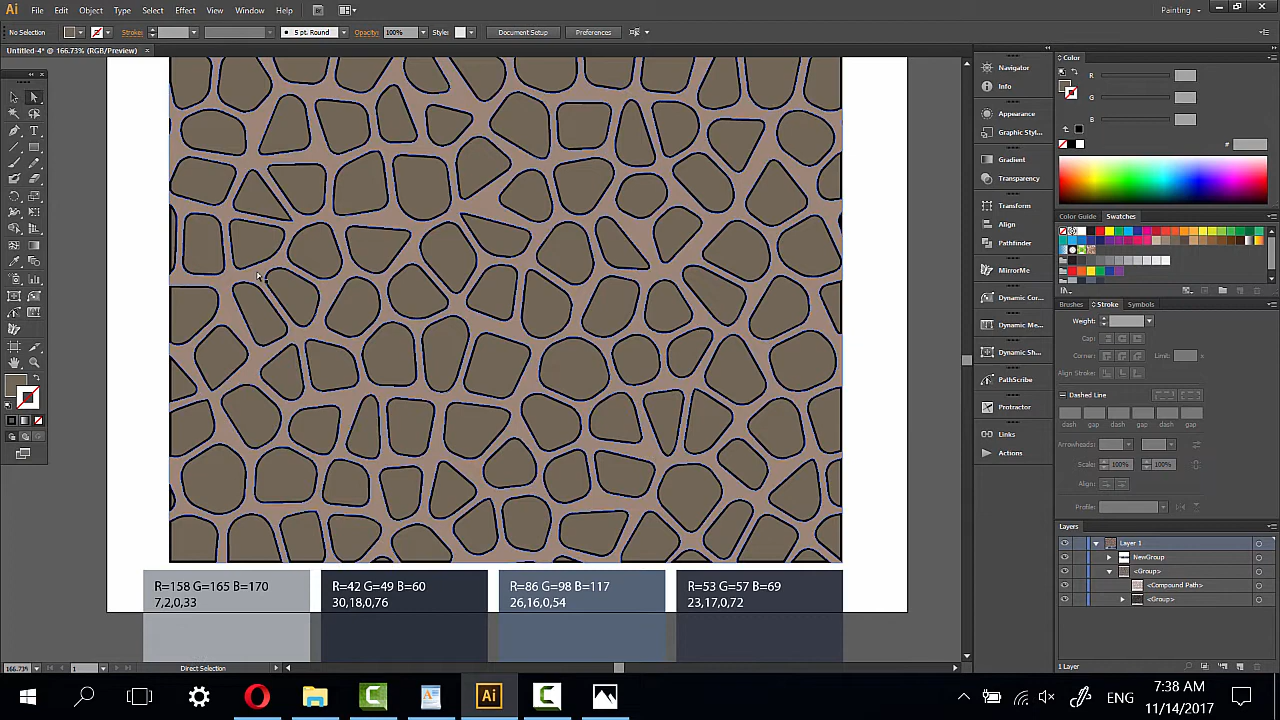 Ai File Edit Object Type Select Effect View Window Help Br Painting
No Selection Stroke: 5 pt. Round Opacity: 100% Style: Document Setup Preferences
Untitled-4* @ 166.73% (RGB/Preview) ×
Navigator
Info
Appearance
Graphic Styl...
Gradient
Transparency
Transform
Align
Pathfinder
MirrorMe
Dynamic Cor...
Dynamic Me...
Dynamic Sh...
PathScribe
Protractor
Links
Actions
Color
R
G
B
#
Color Guide Swatches
Brushes Stroke Symbols
Weight:
Cap:
Corner: Limit: x
Align Stroke:
Dashed Line
dash gap dash gap dash gap
Arrowheads:
Scale: 100% 100%
Align:
Profile:
Layers
Layer 1
NewGroup
<Group>
<Compound Path>
<Group>
1 Layer
R=158 G=165 B=170
7,2,0,33
R=42 G=49 B=60
30,18,0,76
R=86 G=98 B=117
26,16,0,54
R=53 G=57 B=69
23,17,0,72
166.73% 1 Direct Selection
Ai ENG 7:38 AM
11/14/2017